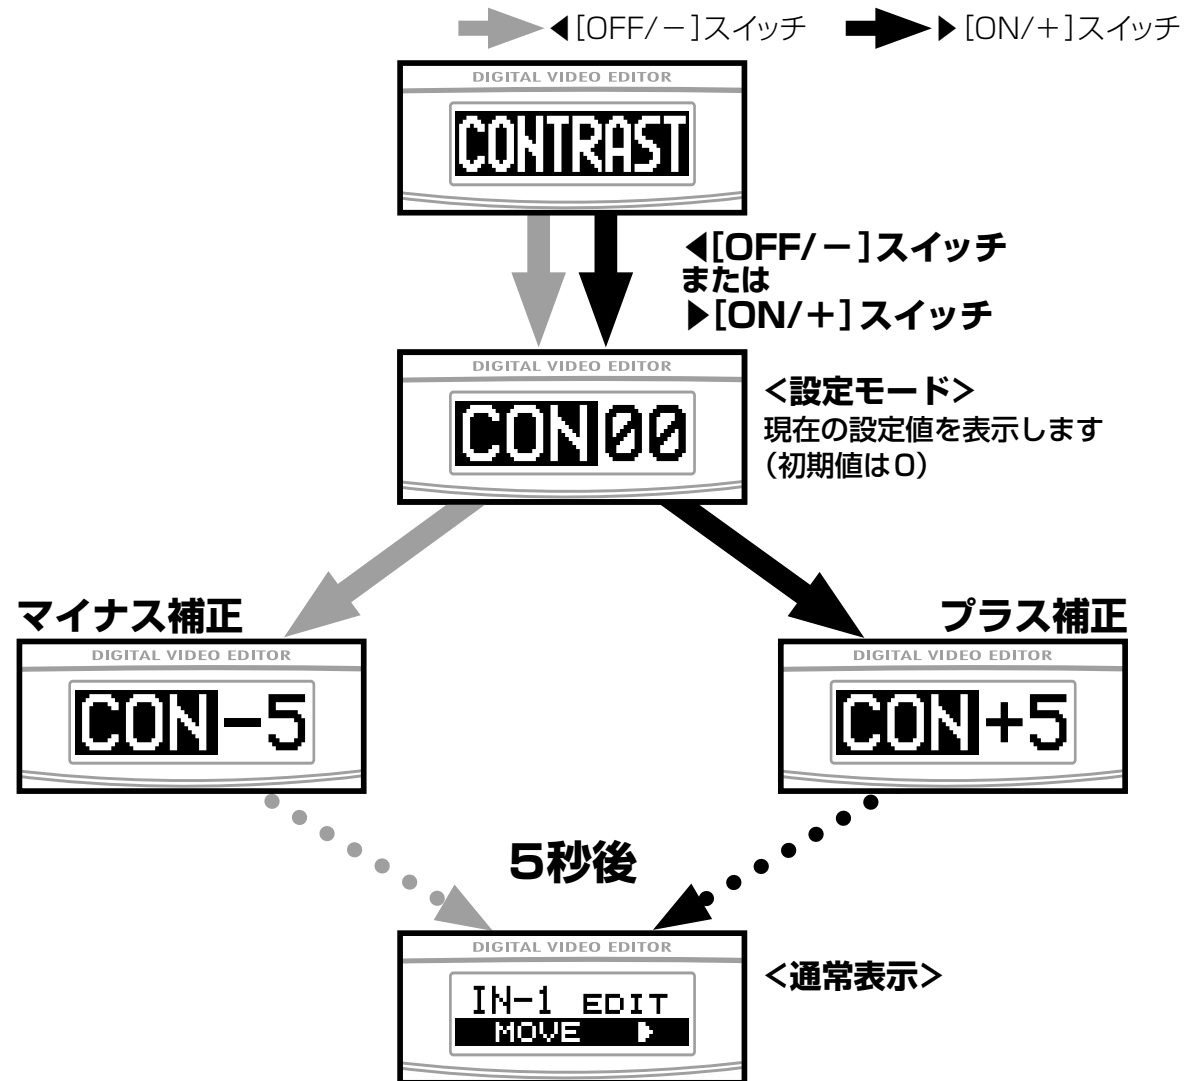 ◀[OFF/－]スイッチ ▶[ON/＋]スイッチ
DIGITAL VIDEO EDITOR
CONTRAST
◀[OFF/－]スイッチ
または
▶[ON/＋]スイッチ
DIGITAL VIDEO EDITOR
CON00
＜設定モード＞
現在の設定値を表示します
（初期値は0）
マイナス補正
DIGITAL VIDEO EDITOR
CON-5
プラス補正
DIGITAL VIDEO EDITOR
CON+5
5秒後
DIGITAL VIDEO EDITOR
IN-1 EDIT
MOVE ▶
＜通常表示＞